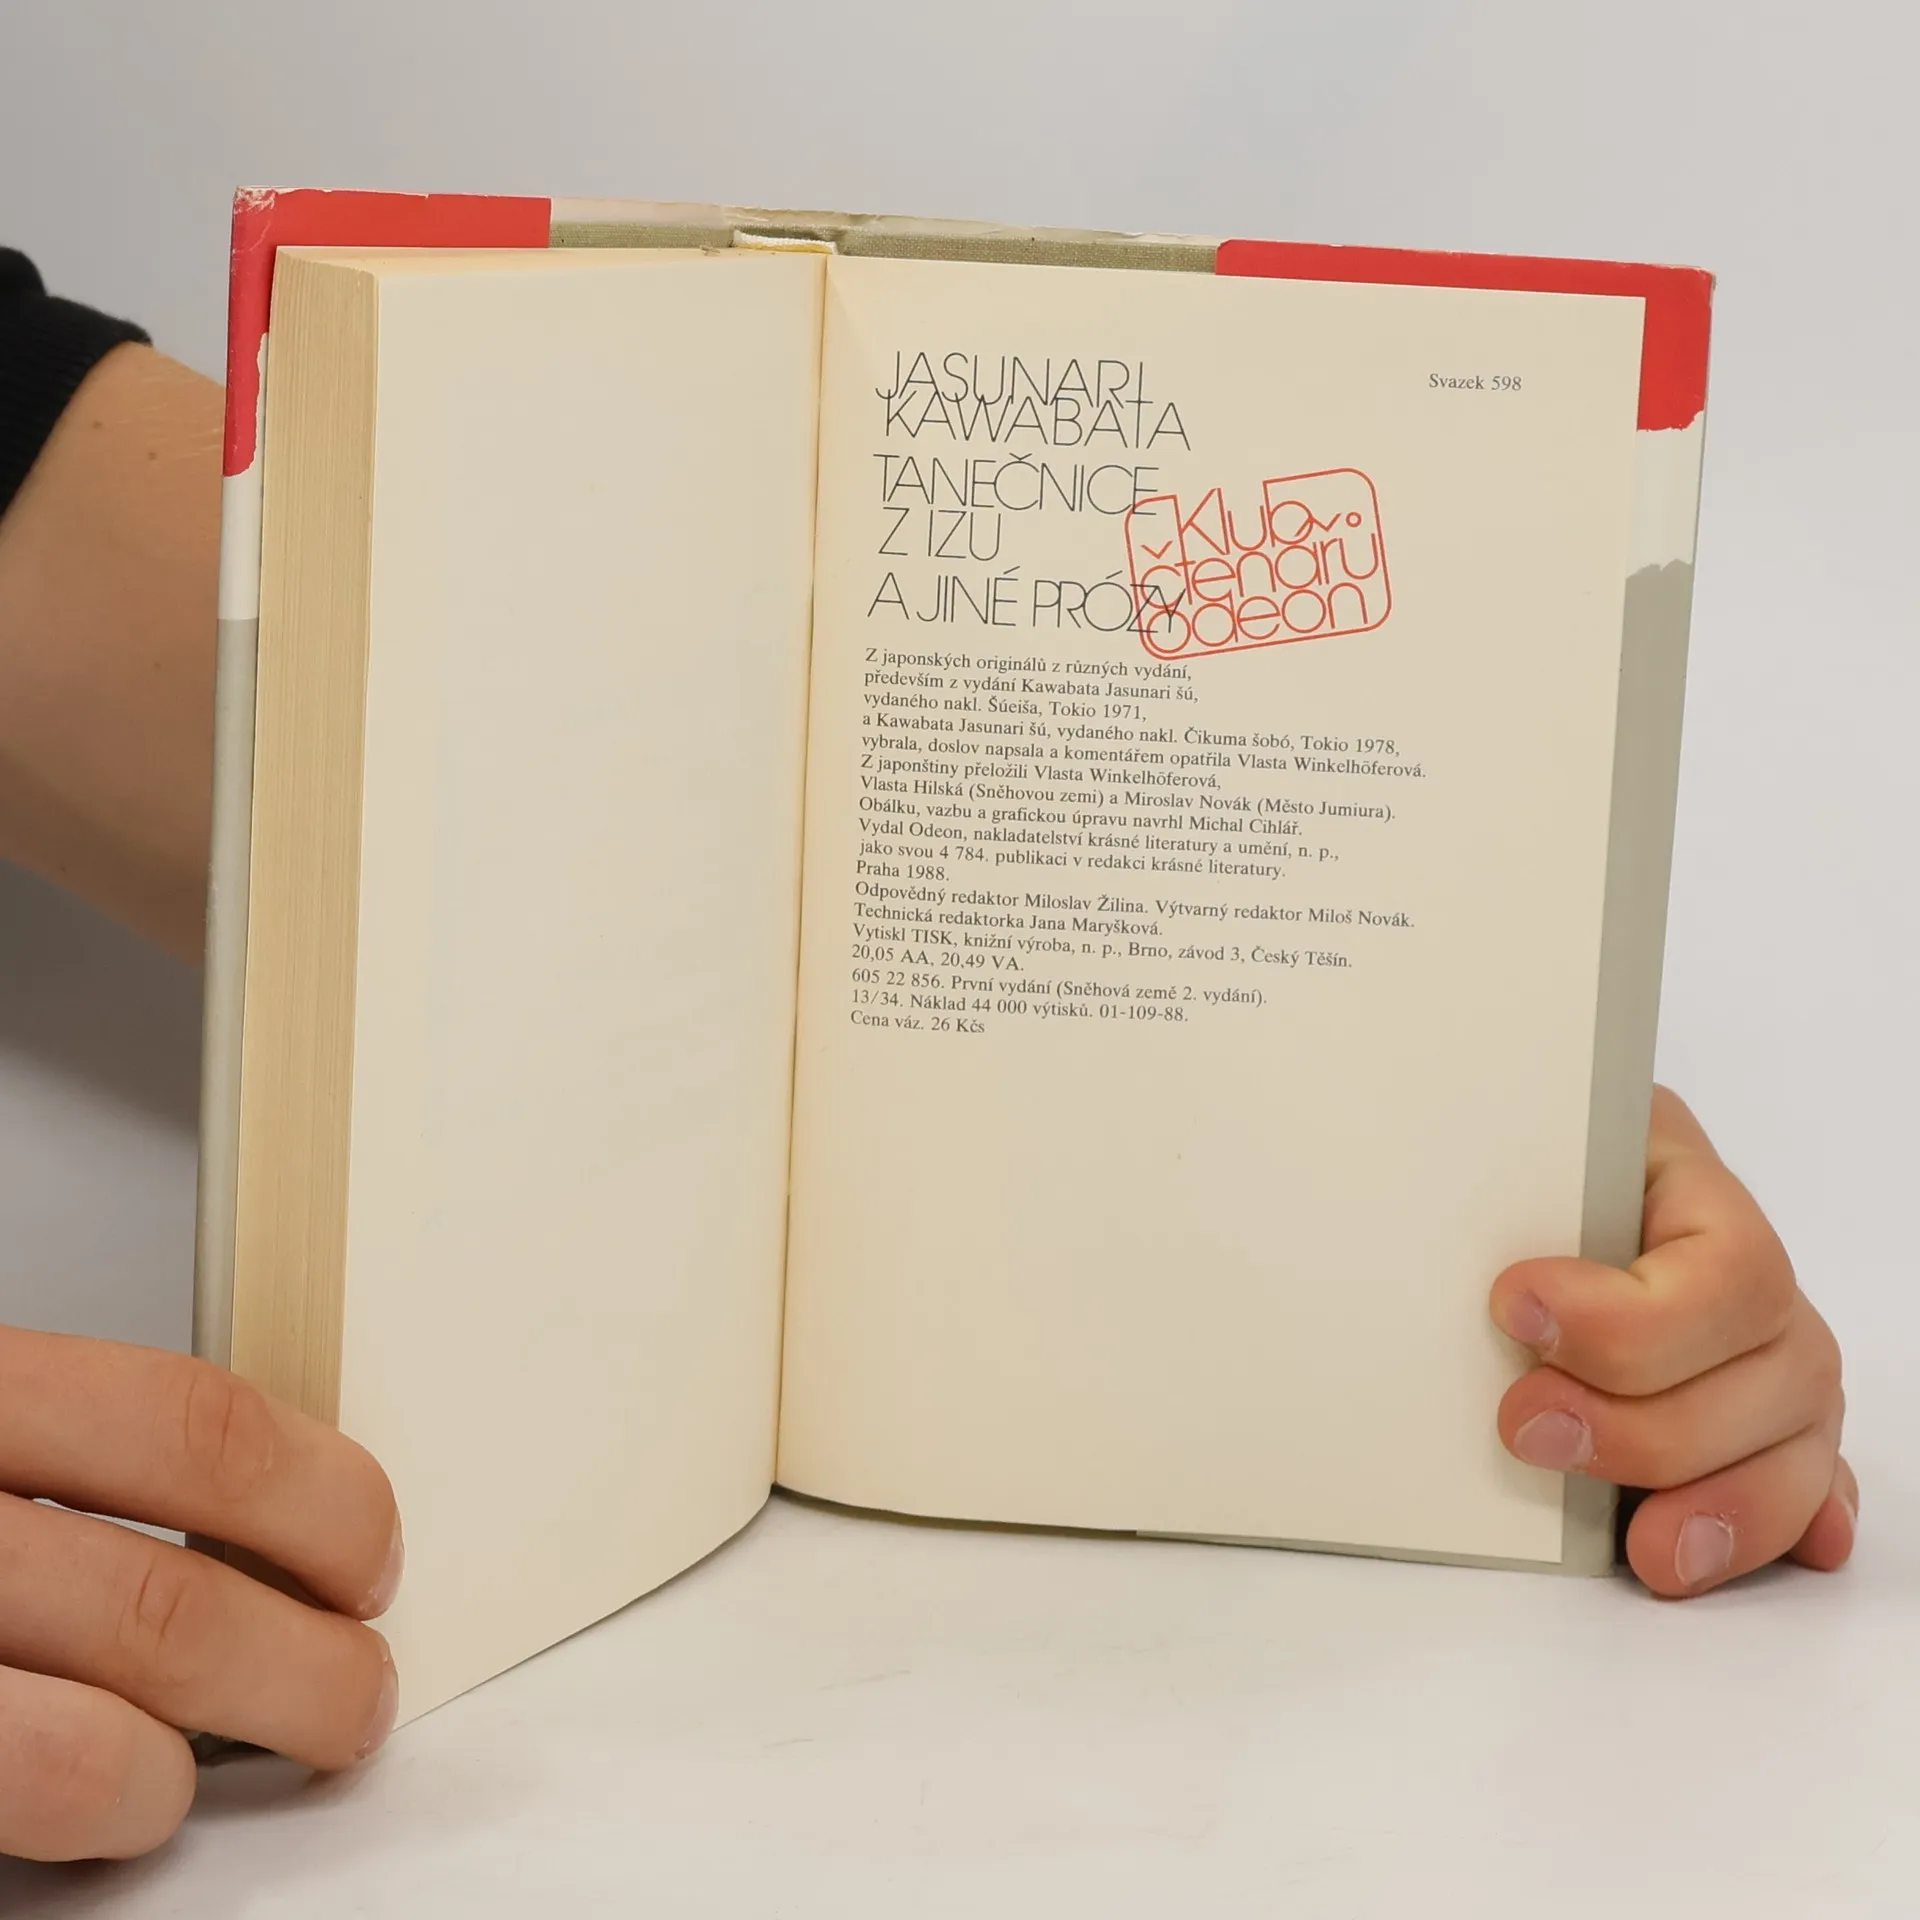 JASUNARI
KAWABATA
TANEČNICE
Z IZU
A JINÉ PRÓZY
Svazek 598
Klub
čtenářů
odeon
Z japonských originálů z různých vydání,
především z vydání Kawabata Jasunari šú,
vydaného nakl. Šúeiša, Tokio 1971,
a Kawabata Jasunari šú, vydaného nakl. Čikuma šobó, Tokio 1978,
vybrala, doslov napsala a komentářem opatřila Vlasta Winkelhöferová.
Z japonštiny přeložili Vlasta Winkelhöferová,
Vlasta Hilská (Sněhovou zemi) a Miroslav Novák (Město Jumiura).
Obálku, vazbu a grafickou úpravu navrhl Michal Cihlář.
Vydal Odeon, nakladatelství krásné literatury a umění, n. p.,
jako svou 4 784. publikaci v redakci krásné literatury.
Praha 1988.
Odpovědný redaktor Miloslav Žilina. Výtvarný redaktor Miloš Novák.
Technická redaktorka Jana Maryšková.
Vytiskl TISK, knižní výroba, n. p., Brno, závod 3, Český Těšín.
20,05 AA, 20,49 VA.
605 22 856. První vydání (Sněhová země 2. vydání).
13/34. Náklad 44 000 výtisků. 01-109-88.
Cena váz. 26 Kčs